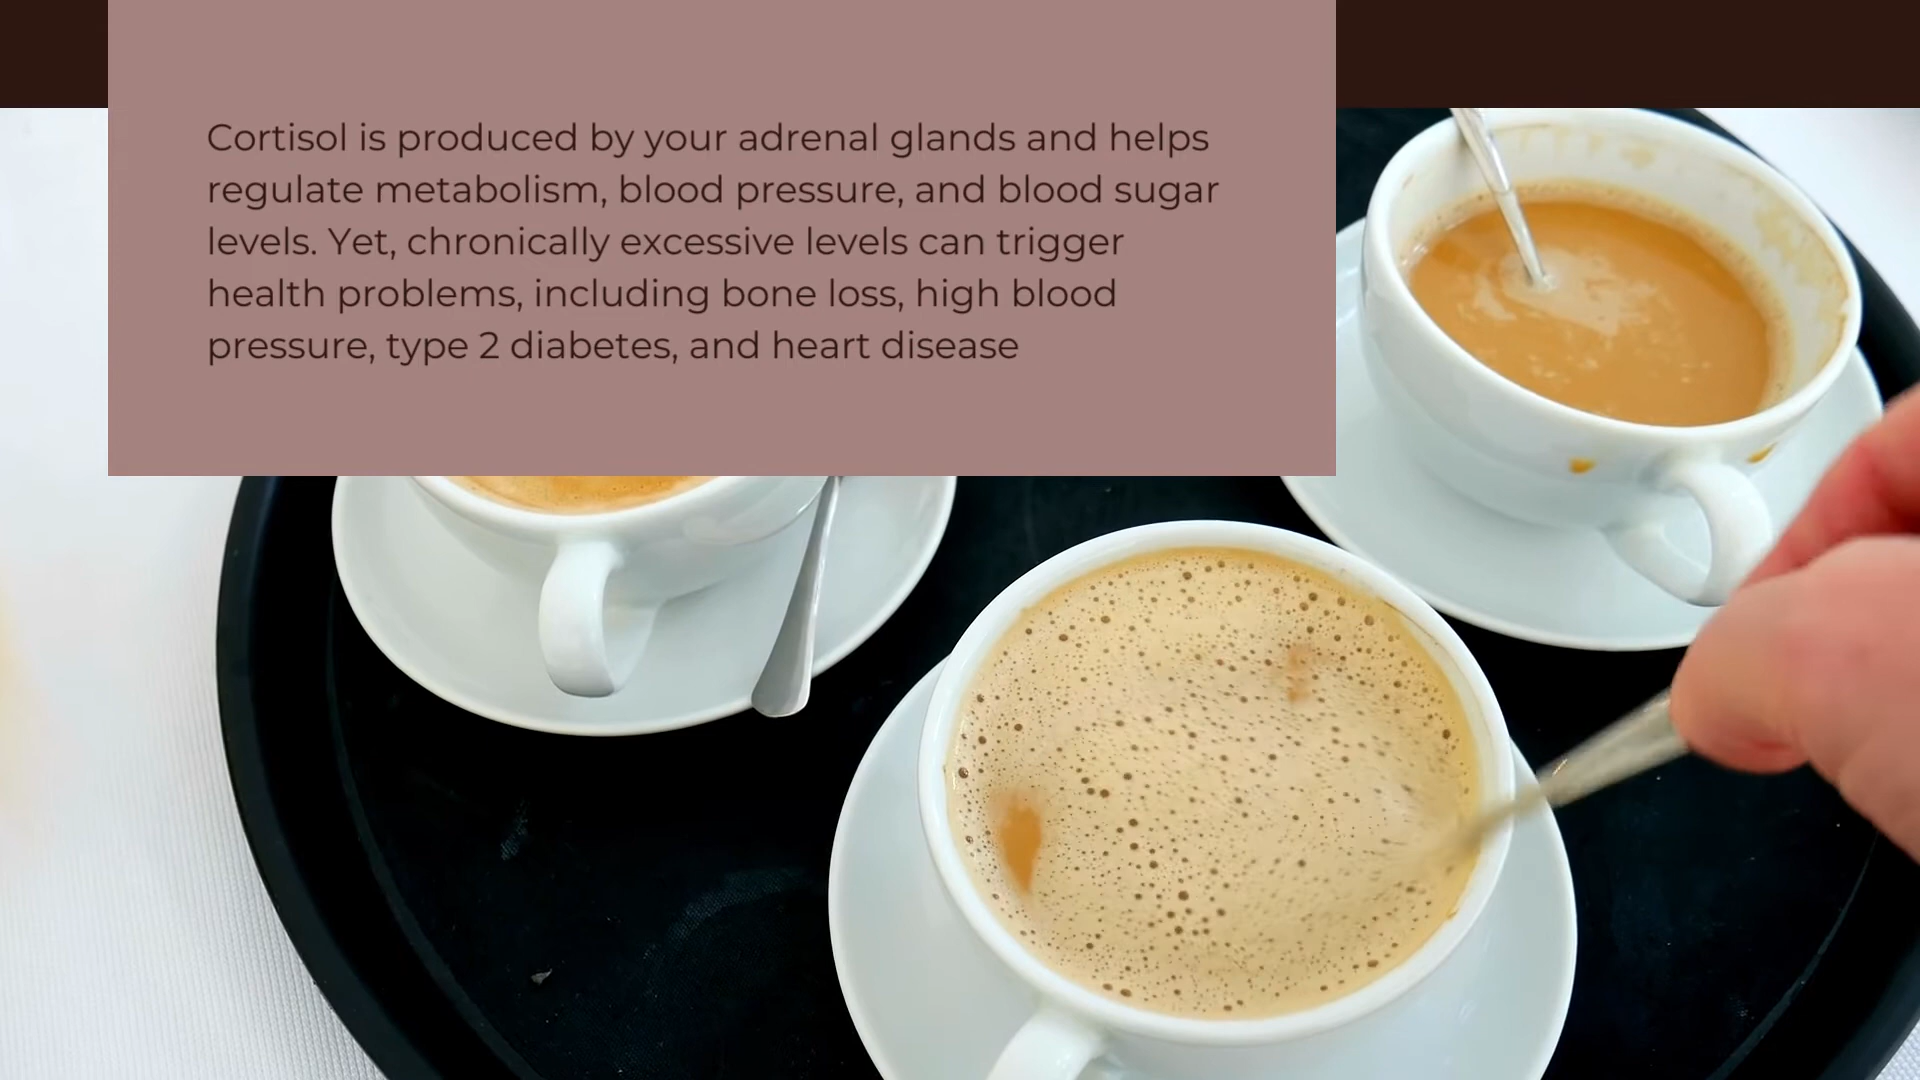 Cortisol is produced by your adrenal glands and helps
regulate metabolism, blood pressure, and blood sugar
levels. Yet, chronically excessive levels can trigger
health problems, including bone loss, high blood
pressure, type 2 diabetes, and heart disease